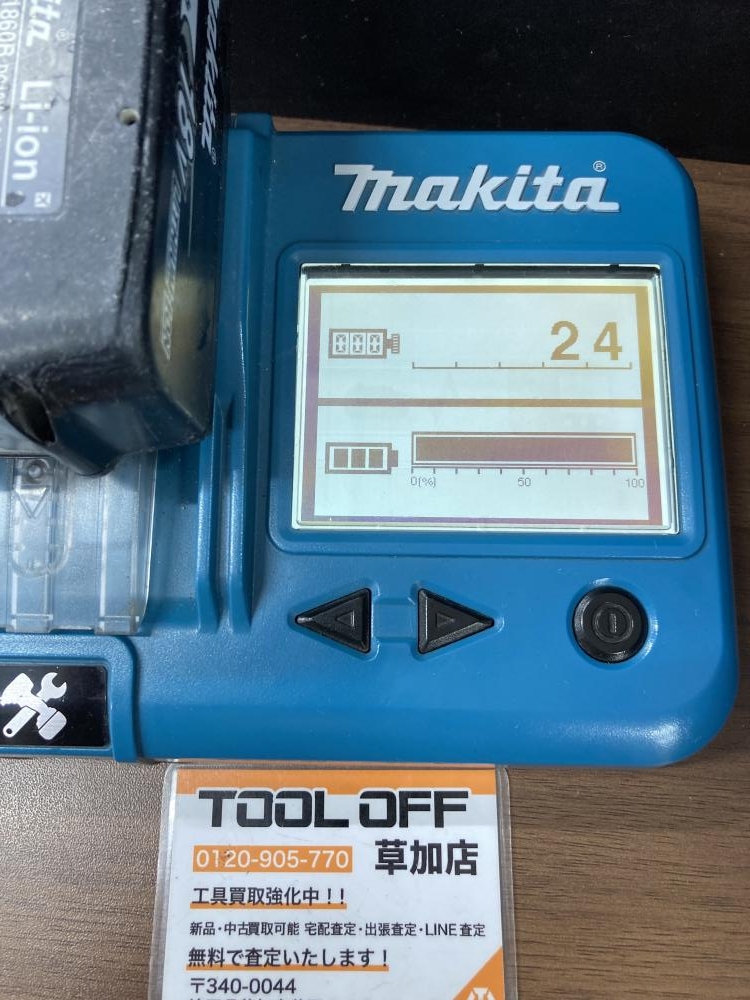 Li-ion
18V
makita®
000
24
0(%) 50 100
TOOL OFF
0120-905-770 草加店
工具買取強化中!!
新品・中古買取可能 宅配査定・出張査定・LINE査定
無料で査定いたします!
〒340-0044